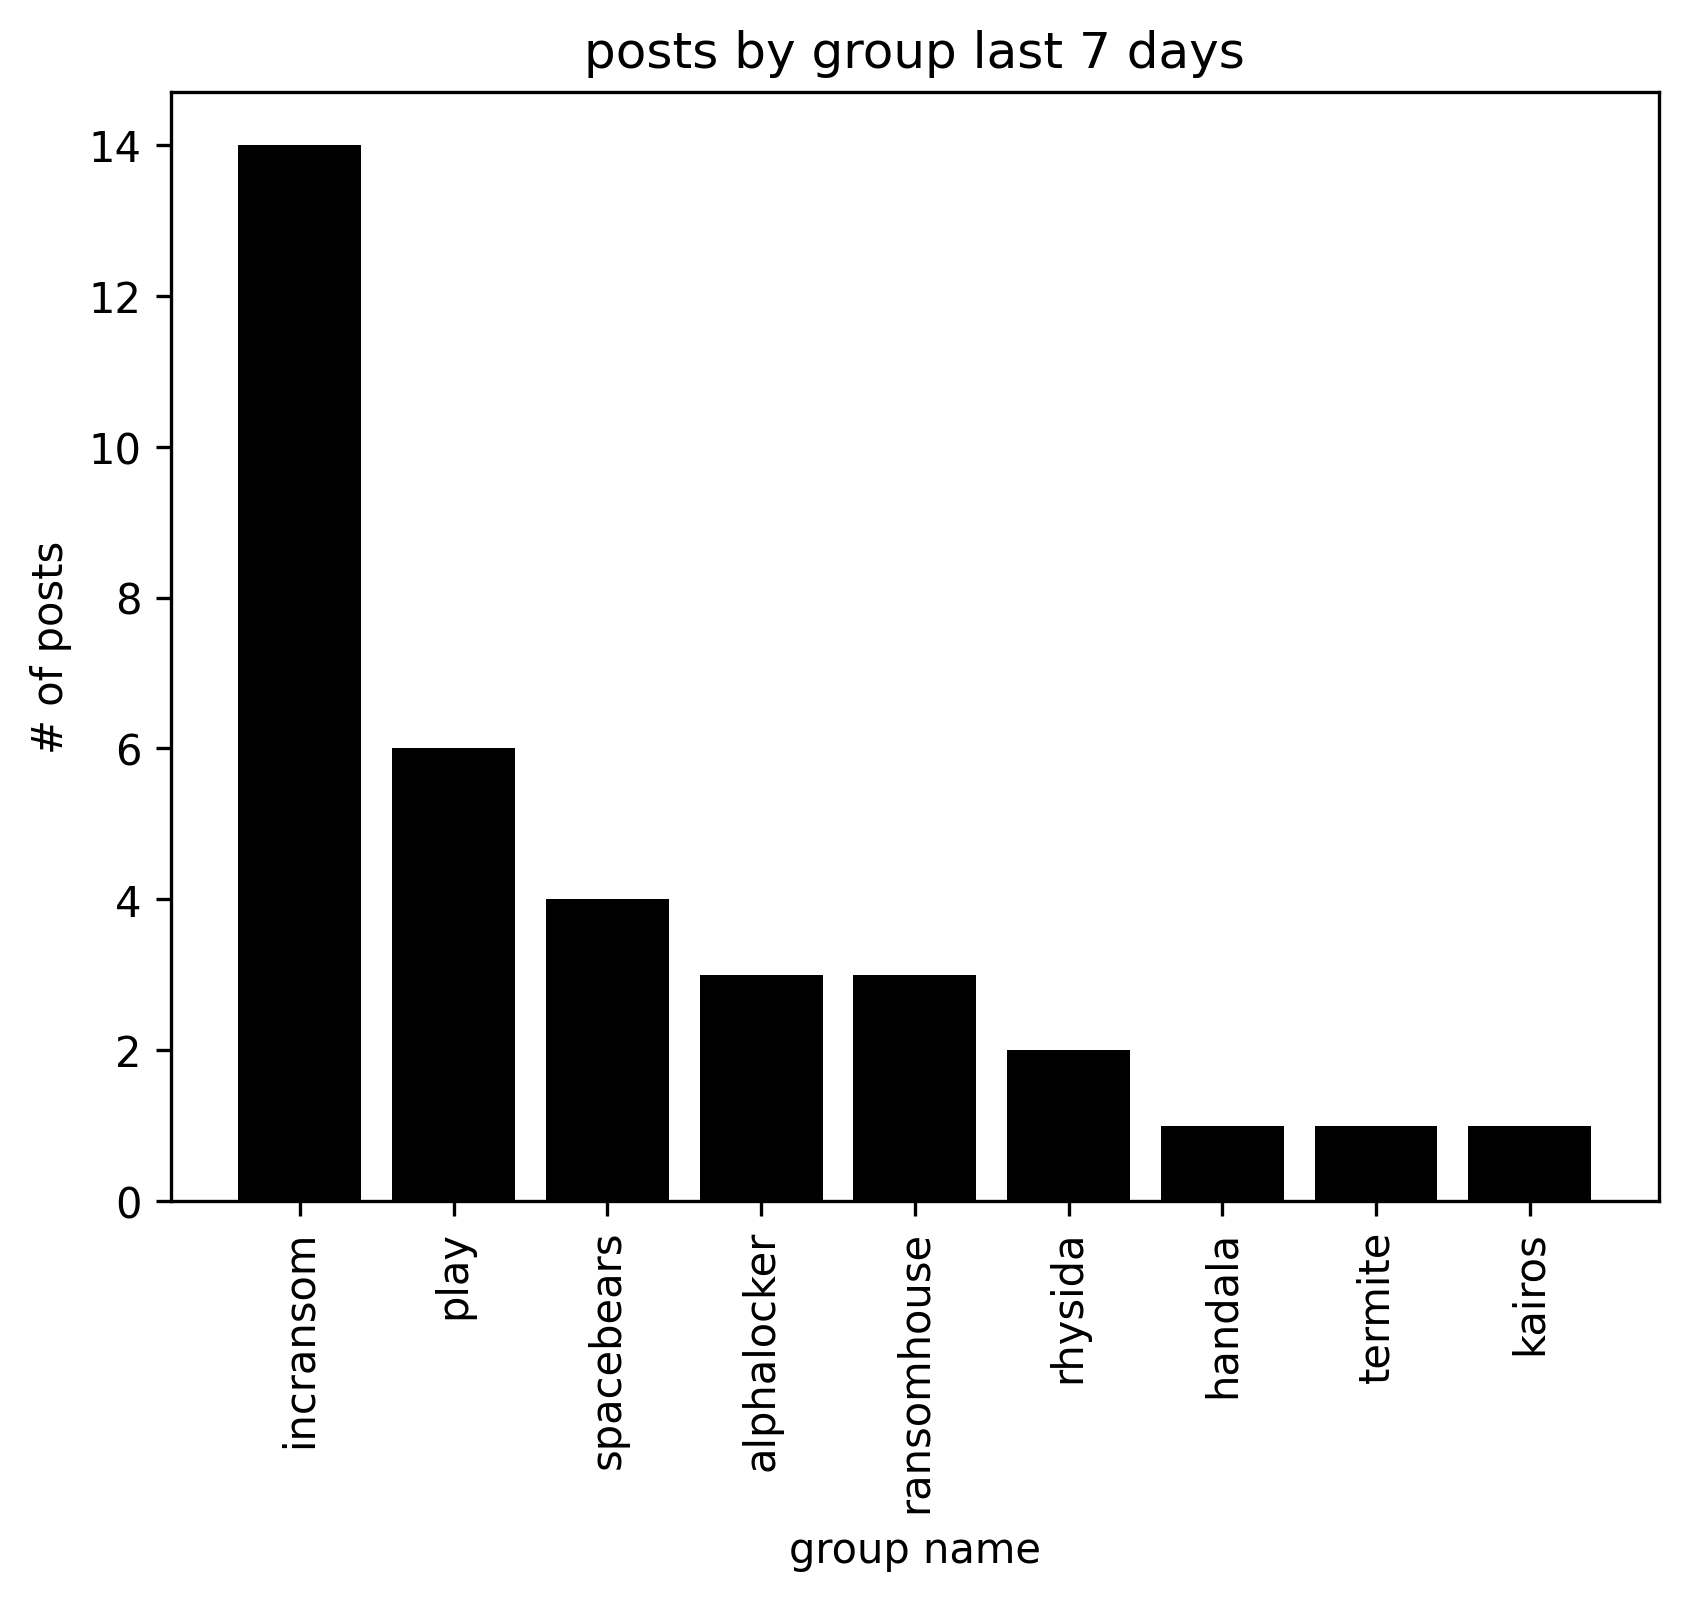 posts by group last 7 days
# of posts
14
12
10
8
6
4
2
0
incransom
play
spacebears
alphalocker
ransomhouse
rhysida
handala
termite
kairos
group name